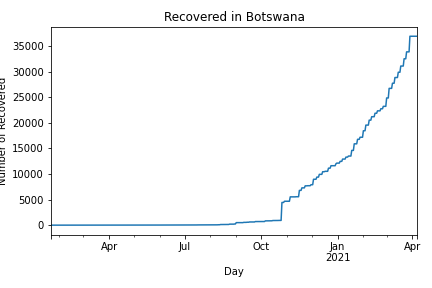 Recovered in Botswana
35000
30000
25000
20000
15000
10000
5000
0
Number of Recovered
Apr
Jul
Oct
Jan
2021
Apr
Day